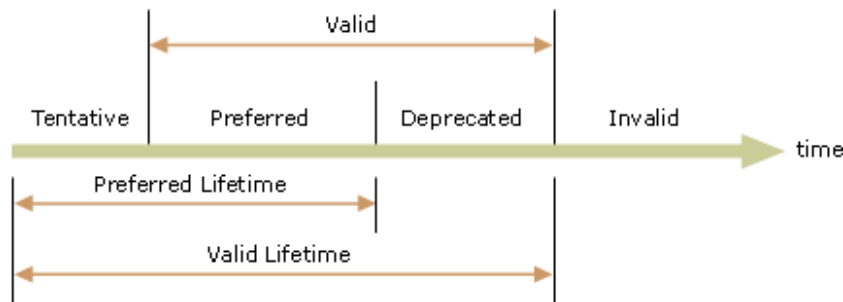 Valid
Tentative Preferred Deprecated Invalid
time
Preferred Lifetime
Valid Lifetime